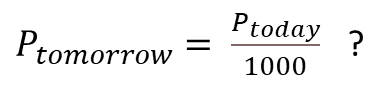 P_tomorrow = P_today / 1000 ?